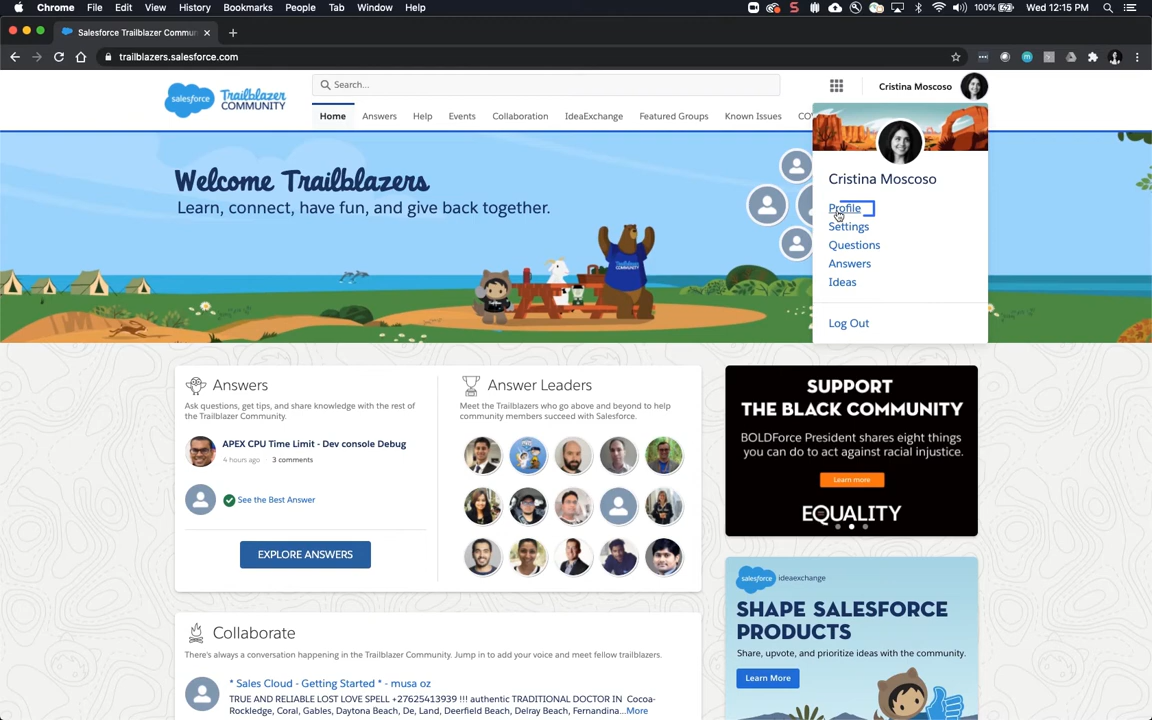 Chrome File Edit View History Bookmarks People Tab Window Help
100% Wed 12:15 PM
Salesforce Trailblazer Commun
trailblazers.salesforce.com
salesforce Trailblazer COMMUNITY
Search...
Cristina Moscoso
Home Answers Help Events Collaboration IdeaExchange Featured Groups Known Issues
Welcome Trailblazers
Learn, connect, have fun, and give back together.
Cristina Moscoso
Profile
Settings
Questions
Answers
Ideas
Log Out
Answers
Ask questions, get tips, and share knowledge with the rest of
the Trailblazer Community.
APEX CPU Time Limit - Dev console Debug
4 hours ago 3 comments
See the Best Answer
EXPLORE ANSWERS
Answer Leaders
Meet the Trailblazers who go above and beyond to help
community members succeed with Salesforce.
SUPPORT
THE BLACK COMMUNITY
BOLDForce President shares eight things
you can do to act against racial injustice.
Learn more
EQUALITY
Collaborate
There's always a conversation happening in the Trailblazer Community. Jump in to add your voice and meet fellow trailblazers.
* Sales Cloud - Getting Started * - musa oz
TRUE AND RELIABLE LOST LOVE SPELL +27625413939 !!! authentic TRADITIONAL DOCTOR IN Cocoa-
Rockledge, Coral, Gables, Daytona Beach, De, Land, Deerfield Beach, Delray Beach, Fernandina...More
salesforce ideaexchange
SHAPE SALESFORCE
PRODUCTS
Share, upvote, and prioritize ideas with the community.
Learn More